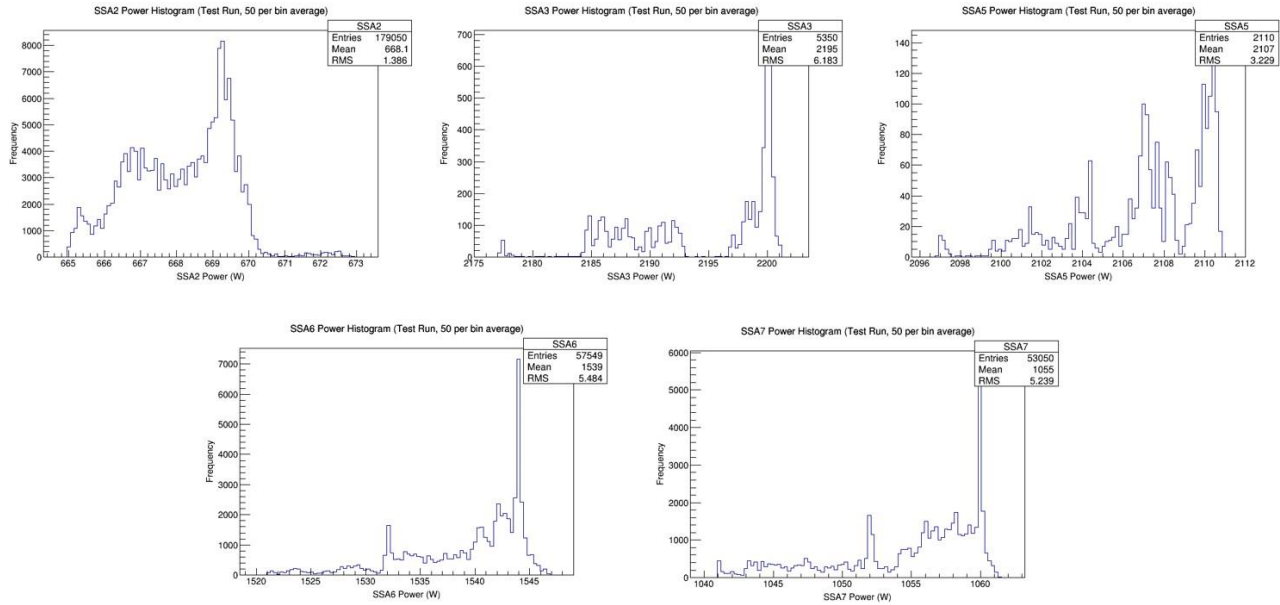 SSA2 Power Histogram (Test Run, 50 per bin average)
SSA2
Entries 179050
Mean 668.1
RMS 1.386
Frequency
8000
7000
6000
5000
4000
3000
2000
1000
0
665 666 667 668 669 670 671 672 673
SSA2 Power (W)
SSA3 Power Histogram (Test Run, 50 per bin average)
SSA3
Entries 5350
Mean 2195
RMS 6.183
Frequency
700
600
500
400
300
200
100
0
2175 2180 2185 2190 2195 2200
SSA3 Power (W)
SSA5 Power Histogram (Test Run, 50 per bin average)
SSA5
Entries 2110
Mean 2107
RMS 3.229
Frequency
140
120
100
80
60
40
20
0
2096 2098 2100 2102 2104 2106 2108 2110 2112
SSA5 Power (W)
SSA6 Power Histogram (Test Run, 50 per bin average)
SSA6
Entries 57549
Mean 1539
RMS 5.484
Frequency
7000
6000
5000
4000
3000
2000
1000
0
1520 1525 1530 1535 1540 1545
SSA6 Power (W)
SSA7 Power Histogram (Test Run, 50 per bin average)
SSA7
Entries 53050
Mean 1055
RMS 5.239
Frequency
6000
5000
4000
3000
2000
1000
0
1040 1045 1050 1055 1060
SSA7 Power (W)